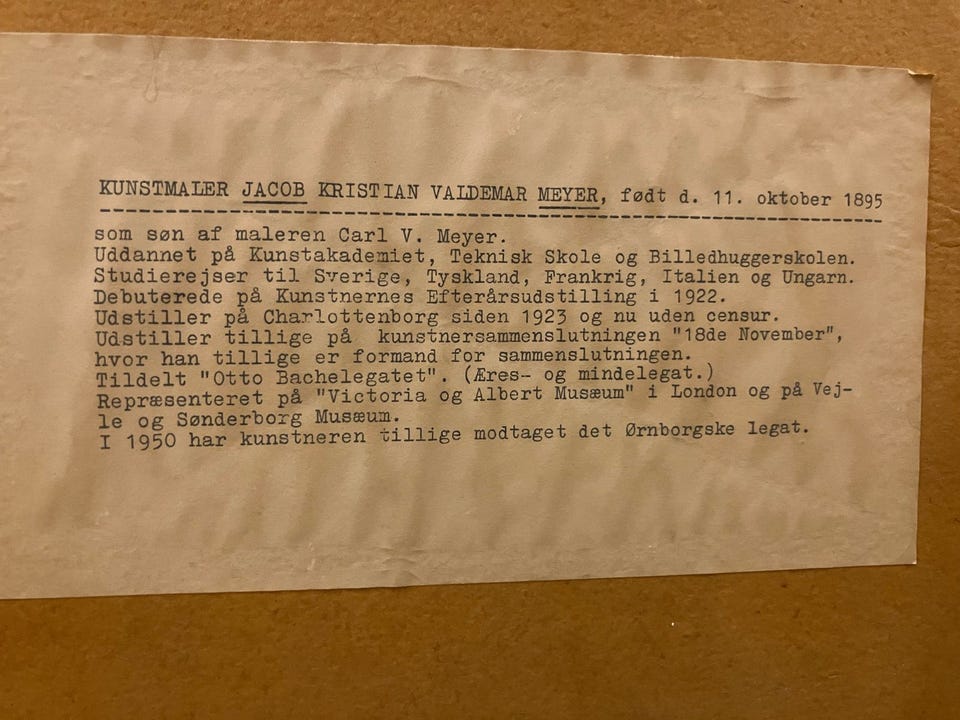 KUNSTMALER JACOB KRISTIAN VALDEMAR MEYER, født d. 11. oktober 1895
som søn af maleren Carl V. Meyer.
Uddannet på Kunstakademiet, Teknisk Skole og Billedhuggerskolen.
Studierejser til Sverige, Tyskland, Frankrig, Italien og Ungarn.
Debuterede på Kunstnernes Efterårsudstilling i 1922.
Udstiller på Charlottenborg siden 1923 og nu uden censur.
Udstiller tillige på kunstnersammenslutningen "18de November",
hvor han tillige er formand for sammenslutningen.
Tildelt "Otto Bachelegatet". (Æres- og mindelegat.)
Repræsenteret på "Victoria og Albert Musæum" i London og på Vej-
le og Sønderborg Musæum.
I 1950 har kunstneren tillige modtaget det Ørnborgske legat.